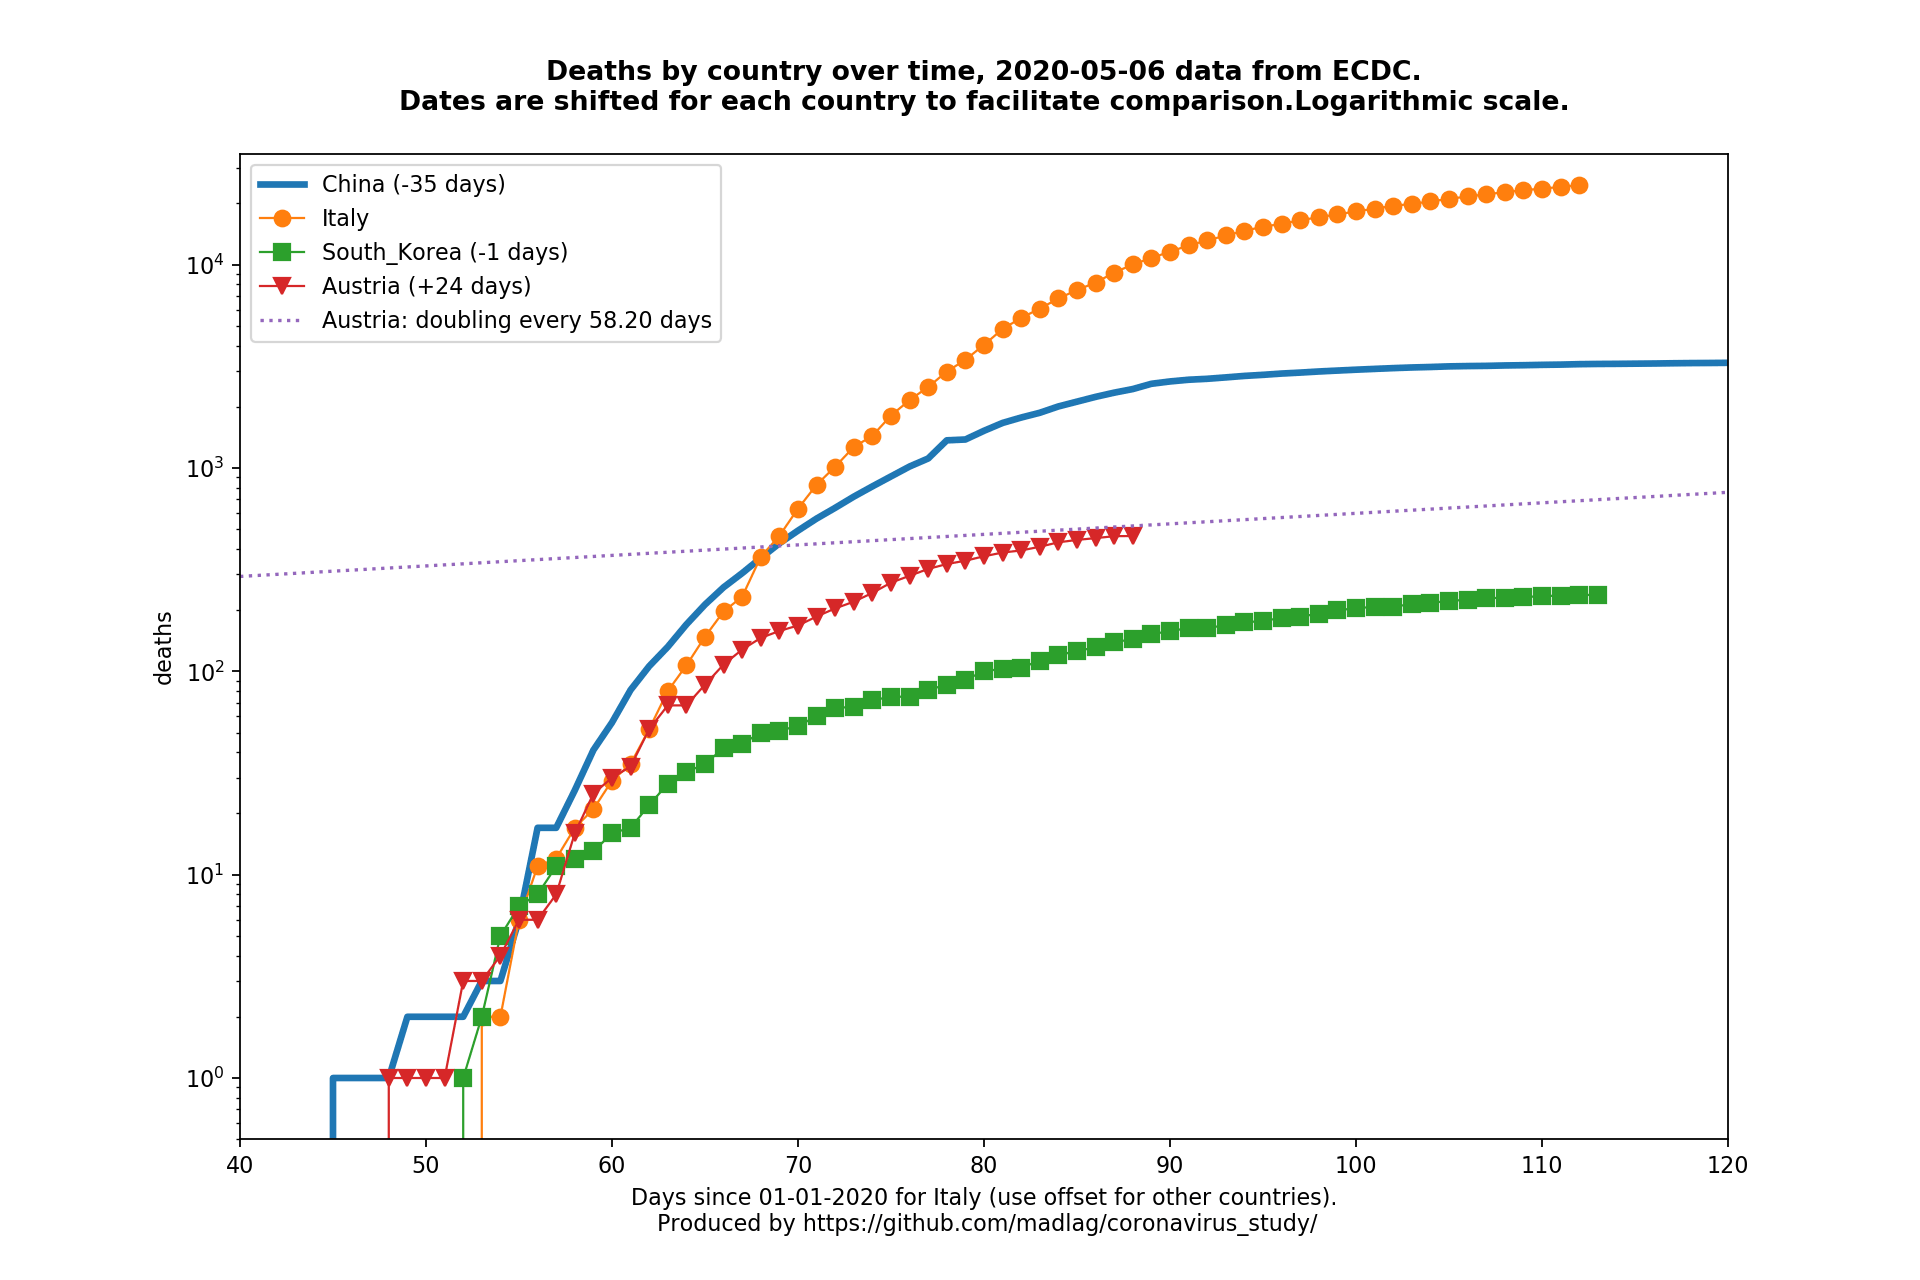 Deaths by country over time, 2020-05-06 data from ECDC.
Dates are shifted for each country to facilitate comparison.Logarithmic scale.
China (-35 days)
Italy
South_Korea (-1 days)
Austria (+24 days)
Austria: doubling every 58.20 days
deaths
10⁴
10³
10²
10¹
10⁰
40 50 60 70 80 90 100 110 120
Days since 01-01-2020 for Italy (use offset for other countries).
Produced by https://github.com/madlag/coronavirus_study/